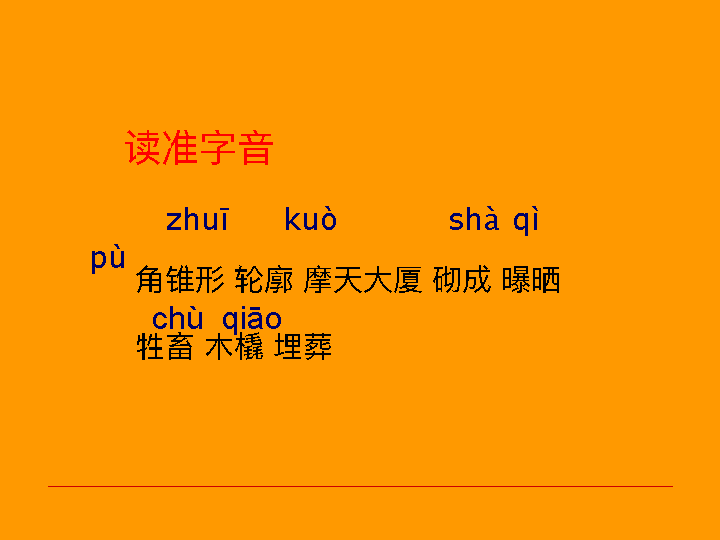 读准字音
zhuī kuò shà qì
pù
角锥形 轮廓 摩天大厦 砌成 曝晒
chù qiāo
牲畜 木橇 埋葬